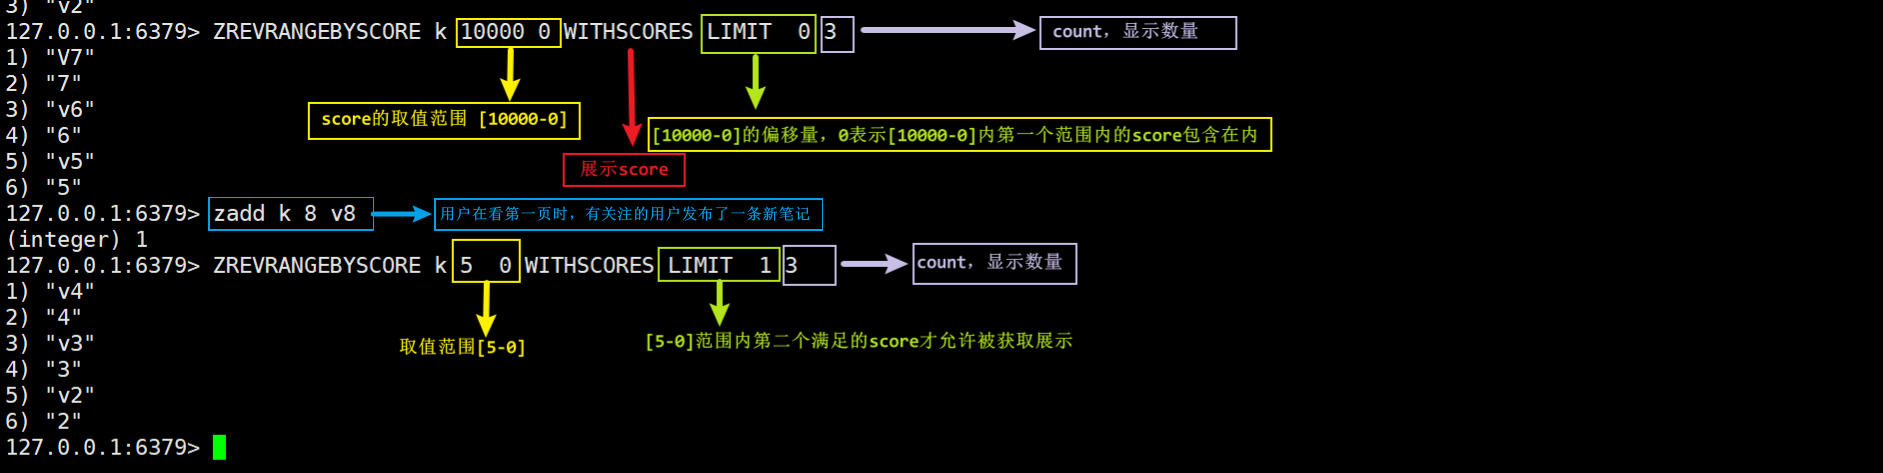 3) "v2"
127.0.0.1:6379> ZREVRANGEBYSCORE k 10000 0 WITHSCORES LIMIT 0 3 count，显示数量
1) "V7"
2) "7"
3) "v6"
score的取值范围 [10000-0]
4) "6"
[10000-0]的偏移量，0表示[10000-0]内第一个范围内的score包含在内
5) "v5"
展示score
6) "5"
127.0.0.1:6379> zadd k 8 v8 用户在看第一页时，有关注的用户发布了一条新笔记
(integer) 1
127.0.0.1:6379> ZREVRANGEBYSCORE k 5 0 WITHSCORES LIMIT 1 3 count，显示数量
1) "v4"
2) "4"
3) "v3"
取值范围[5-0]
[5-0]范围内第二个满足的score才允许被获取展示
4) "3"
5) "v2"
6) "2"
127.0.0.1:6379>